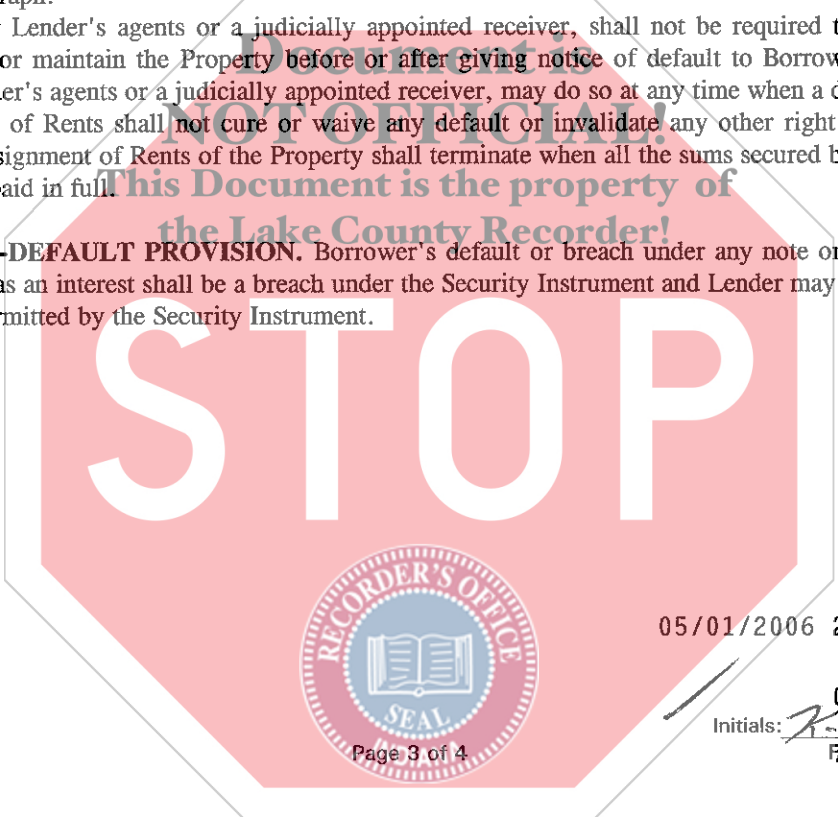 Lender's agents or a judicially appointed receiver, shall not be required
or maintain the Property before or after giving notice of default to Borrow
er's agents or a judicially appointed receiver, may do so at any time when a
of Rents shall not cure or waive any default or invalidate any other right
signment of Rents of the Property shall terminate when all the sums secured b
aid in full.
Document is
NOT OFFICIAL!
This Document is the property of
the Lake County Recorder!
-DEFAULT PROVISION. Borrower's default or breach under any note or
as an interest shall be a breach under the Security Instrument and Lender may
mitted by the Security Instrument.
STOP
RECORDER'S OFFICE
SEAL
INDIANA
05/01/2006
Initials:
Page 3 of 4